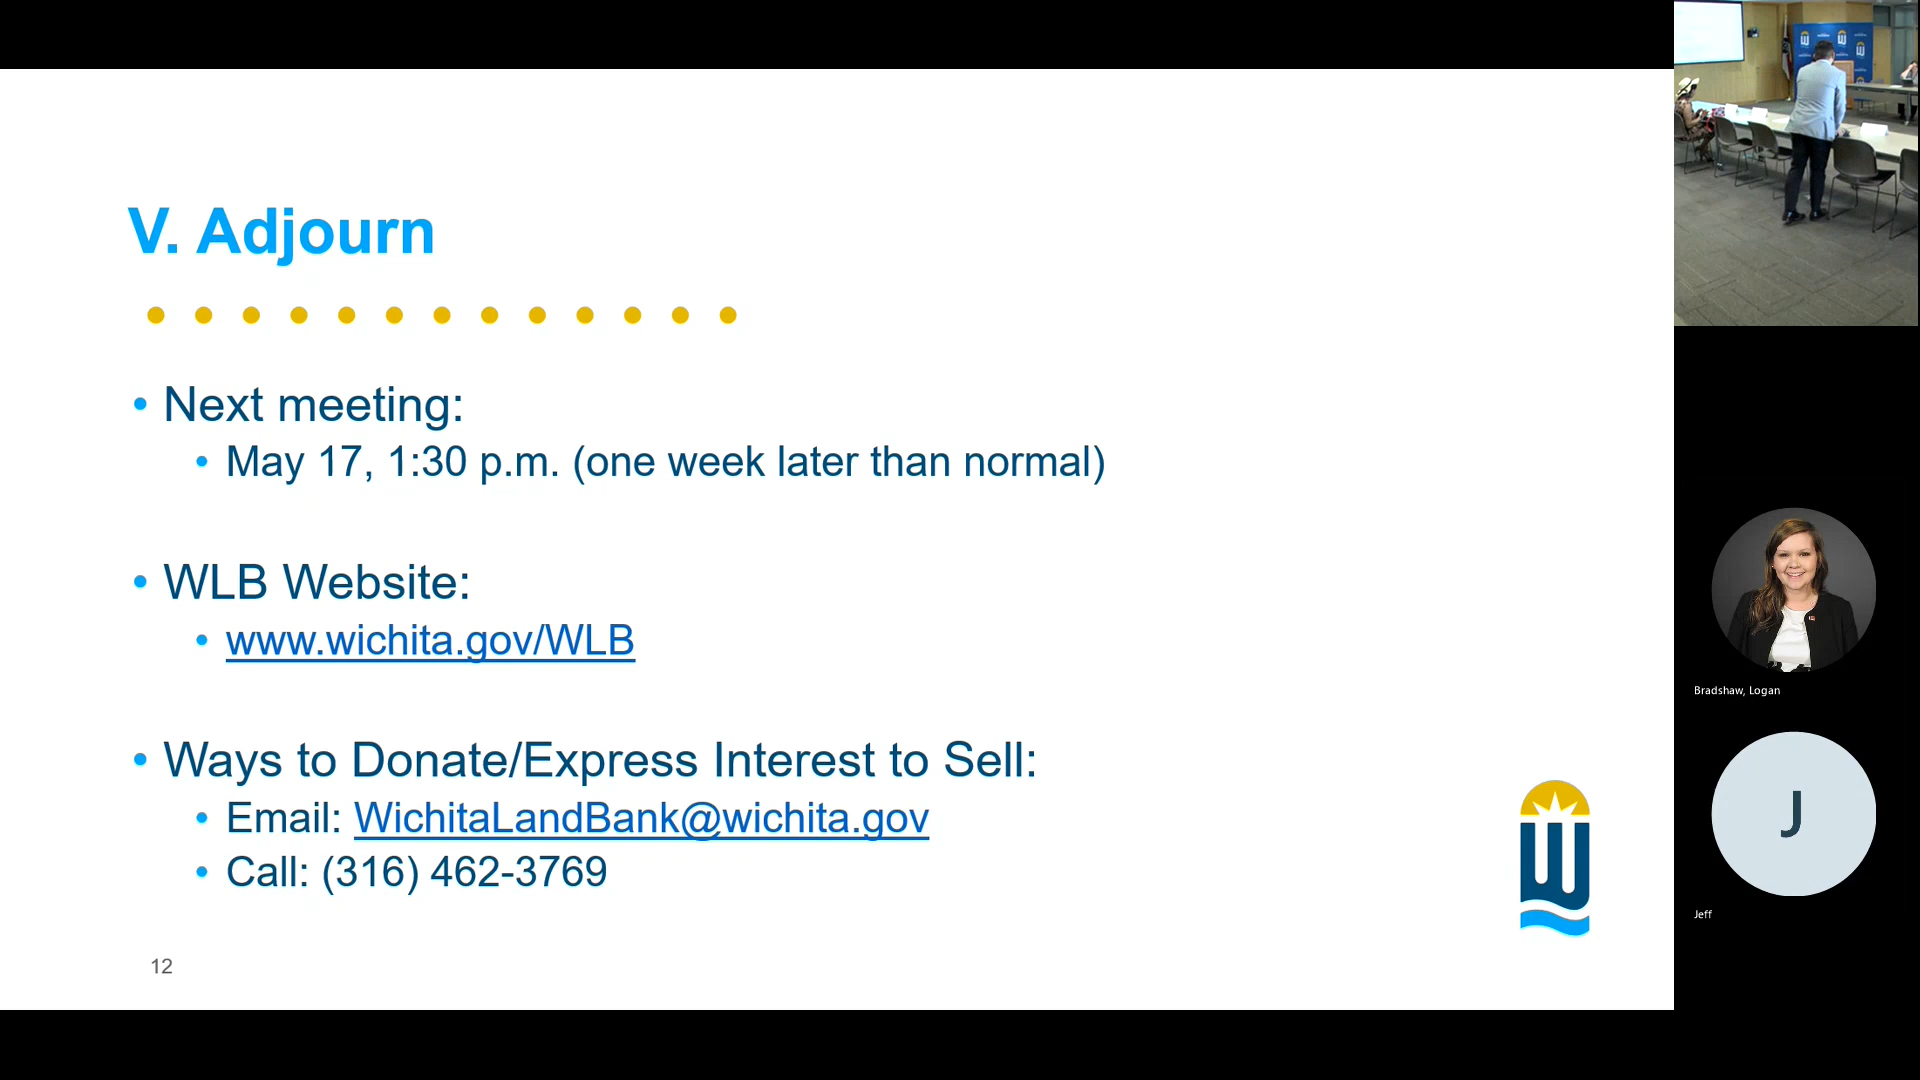 V. Adjourn
• Next meeting:
• May 17, 1:30 p.m. (one week later than normal)
• WLB Website:
• www.wichita.gov/WLB
• Ways to Donate/Express Interest to Sell:
• Email: WichitaLandBank@wichita.gov
• Call: (316) 462-3769
12
Bradshaw, Logan
J
Jeff